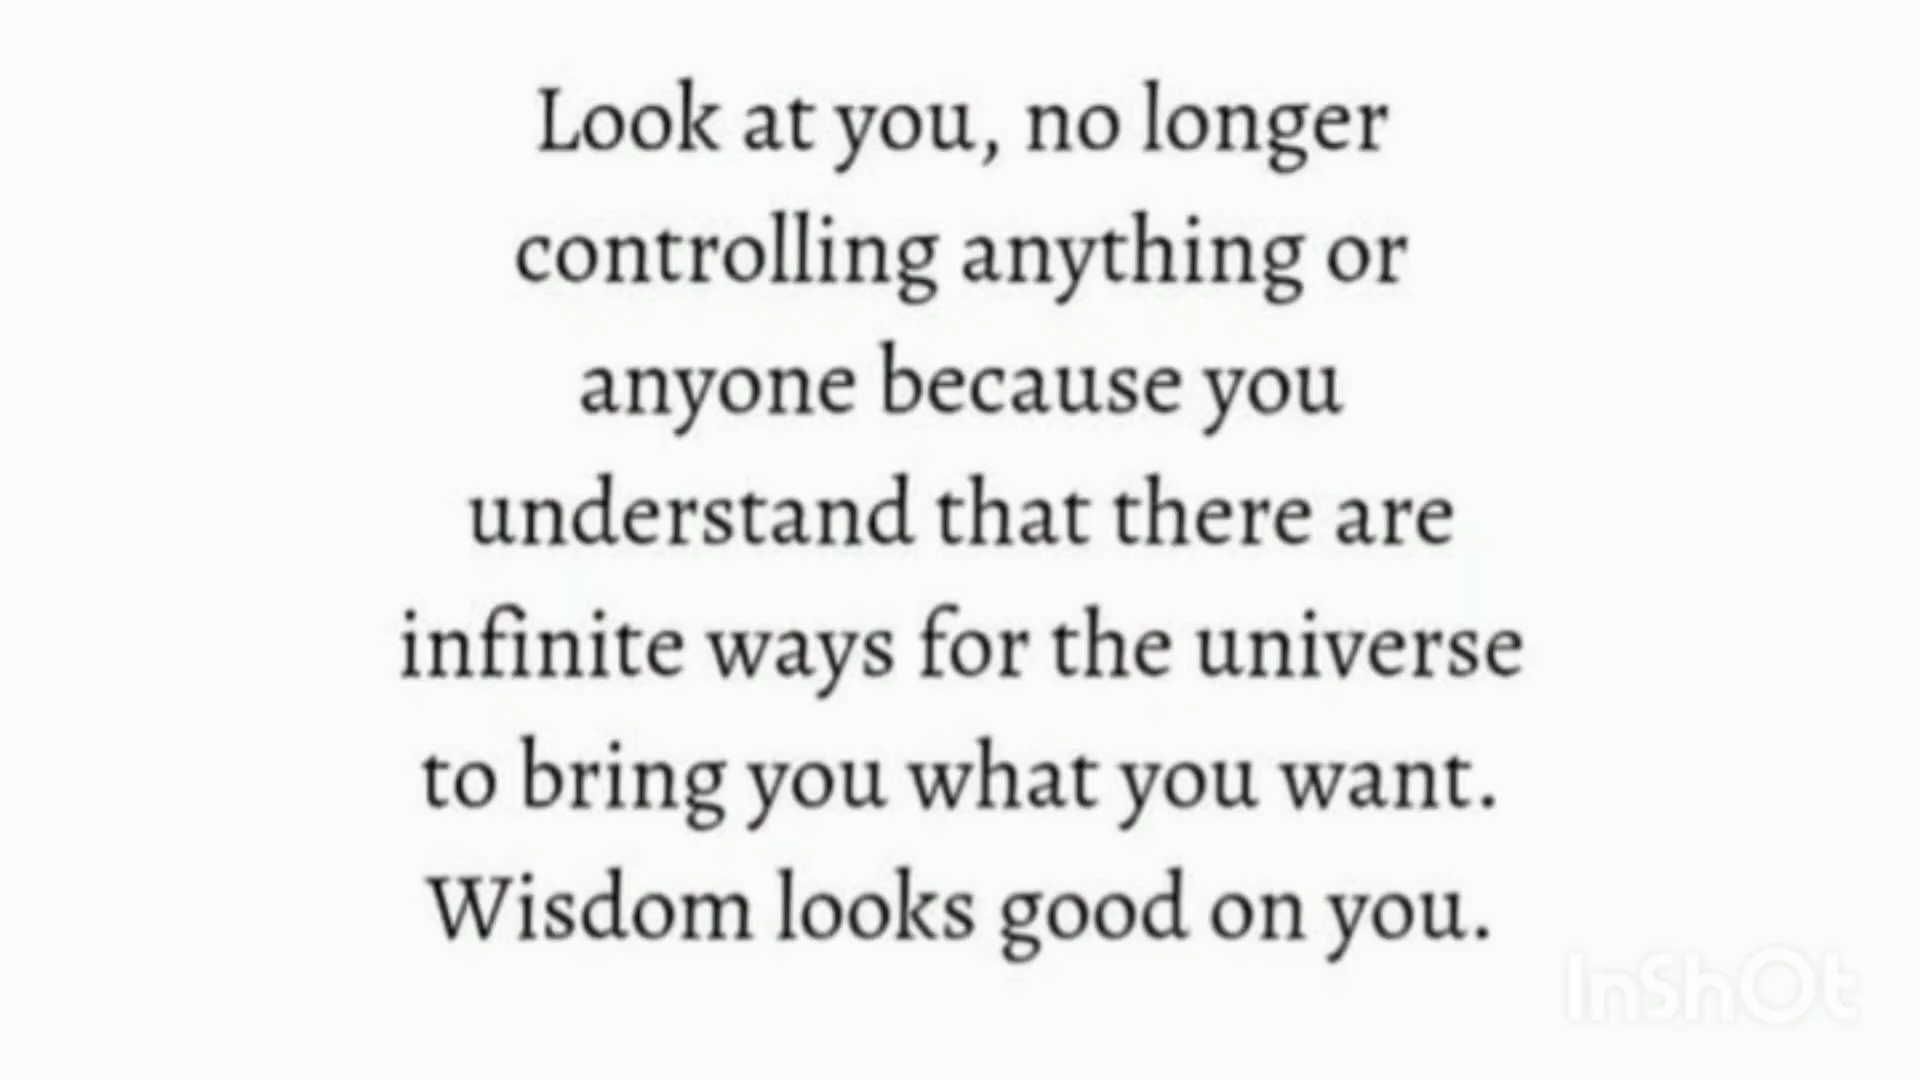 Look at you, no longer
controlling anything or
anyone because you
understand that there are
infinite ways for the universe
to bring you what you want.
Wisdom looks good on you.
InShOt